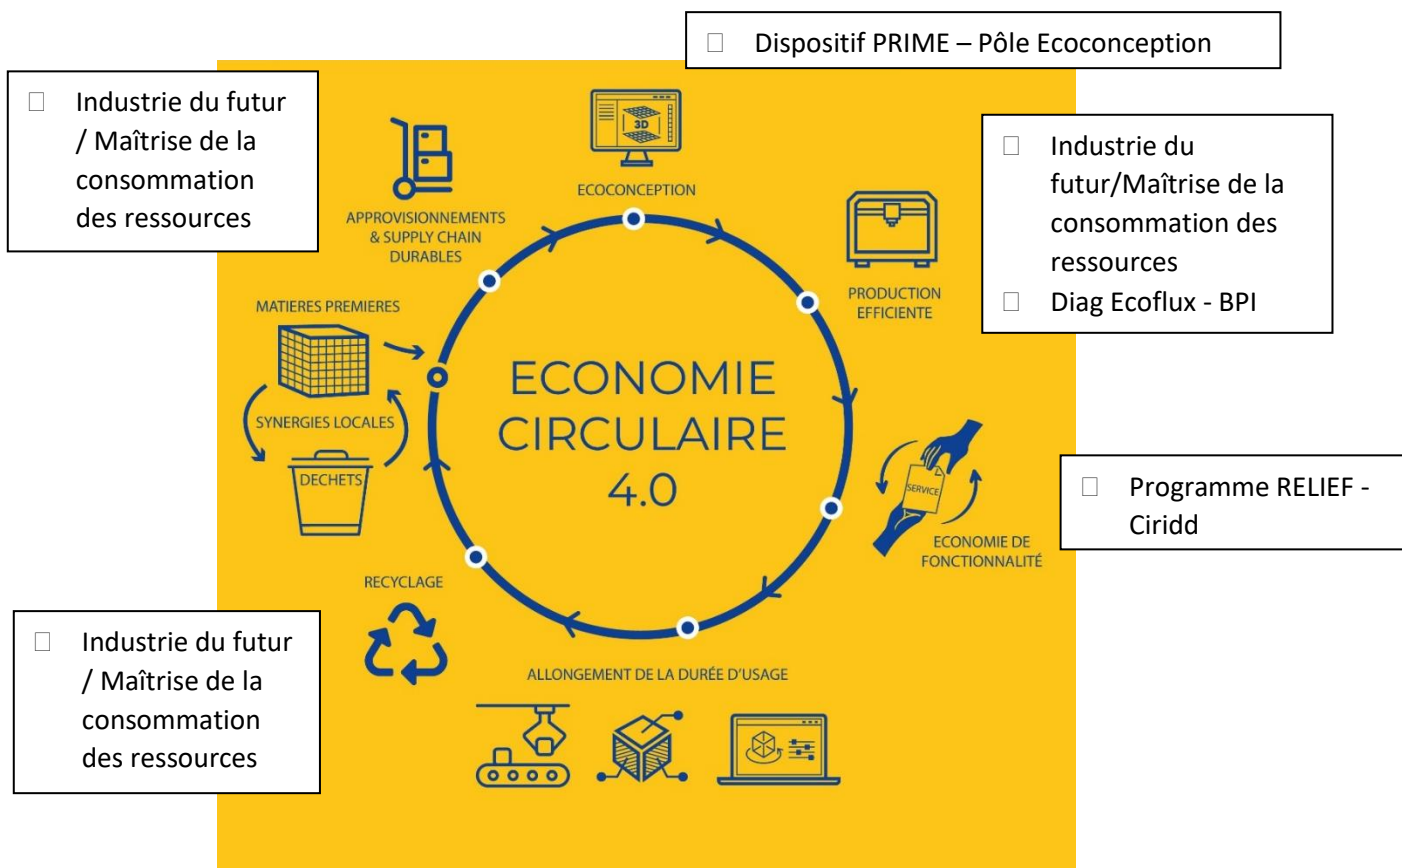 □ Dispositif PRIME – Pôle Ecoconception
□ Industrie du futur
/ Maîtrise de la
consommation
des ressources
□ Industrie du
futur/Maîtrise de la
consommation des
ressources
□ Diag Ecoflux - BPI
3D
ECOCONCEPTION
APPROVISIONNEMENTS
& SUPPLY CHAIN
DURABLES
PRODUCTION
EFFICIENTE
MATIERES PREMIERES
SYNERGIES LOCALES
DECHETS
ECONOMIE
CIRCULAIRE
4.0
SERVICE
ECONOMIE DE
FONCTIONNALITÉ
□ Programme RELIEF -
Ciridd
RECYCLAGE
□ Industrie du futur
/ Maîtrise de la
consommation
des ressources
ALLONGEMENT DE LA DURÉE D'USAGE